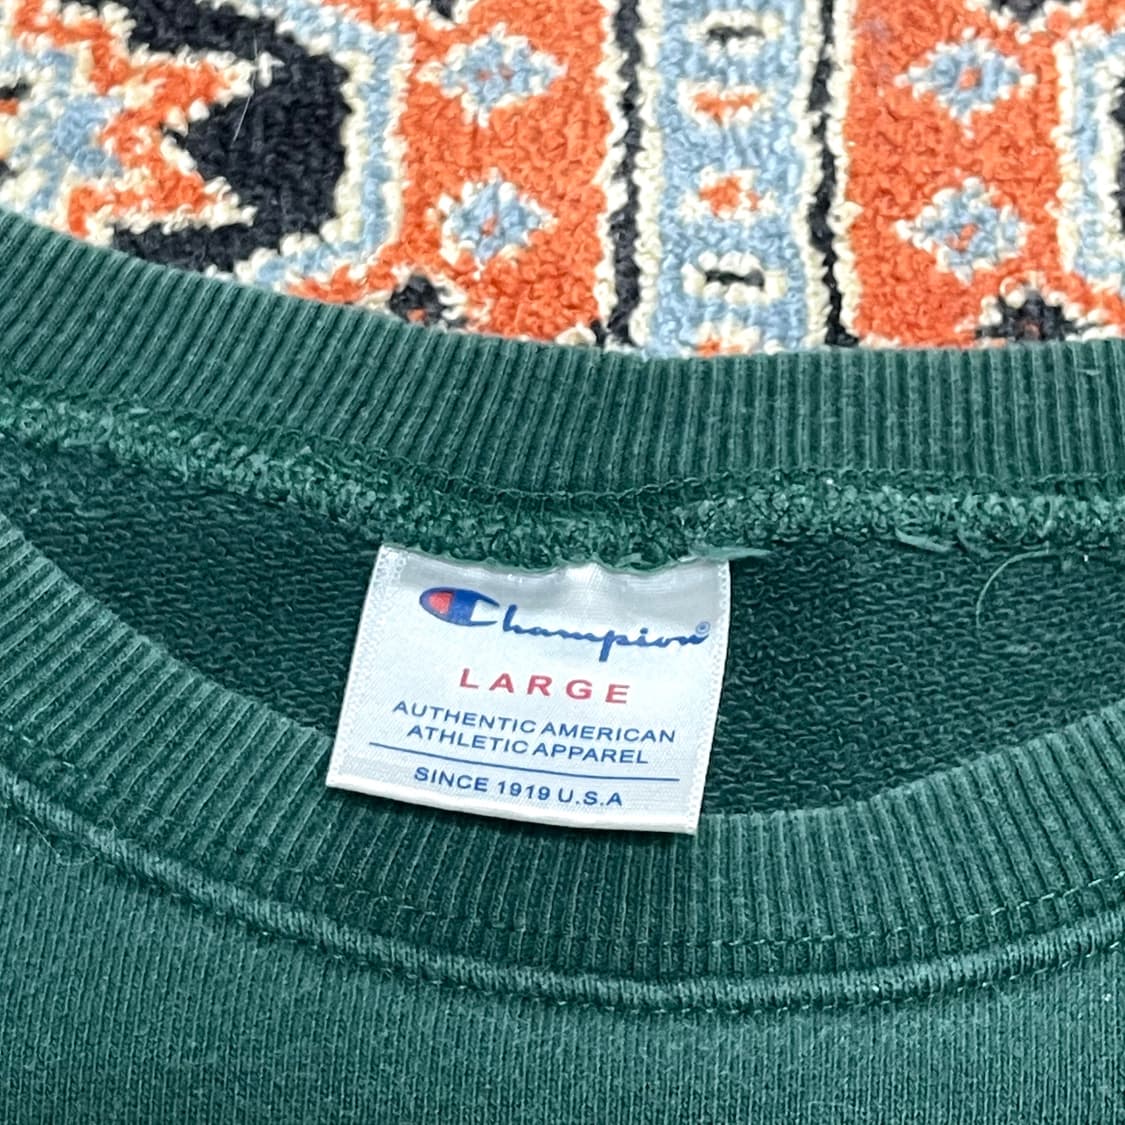 Champion®
LARGE
AUTHENTIC AMERICAN
ATHLETIC APPAREL
SINCE 1919 U.S.A